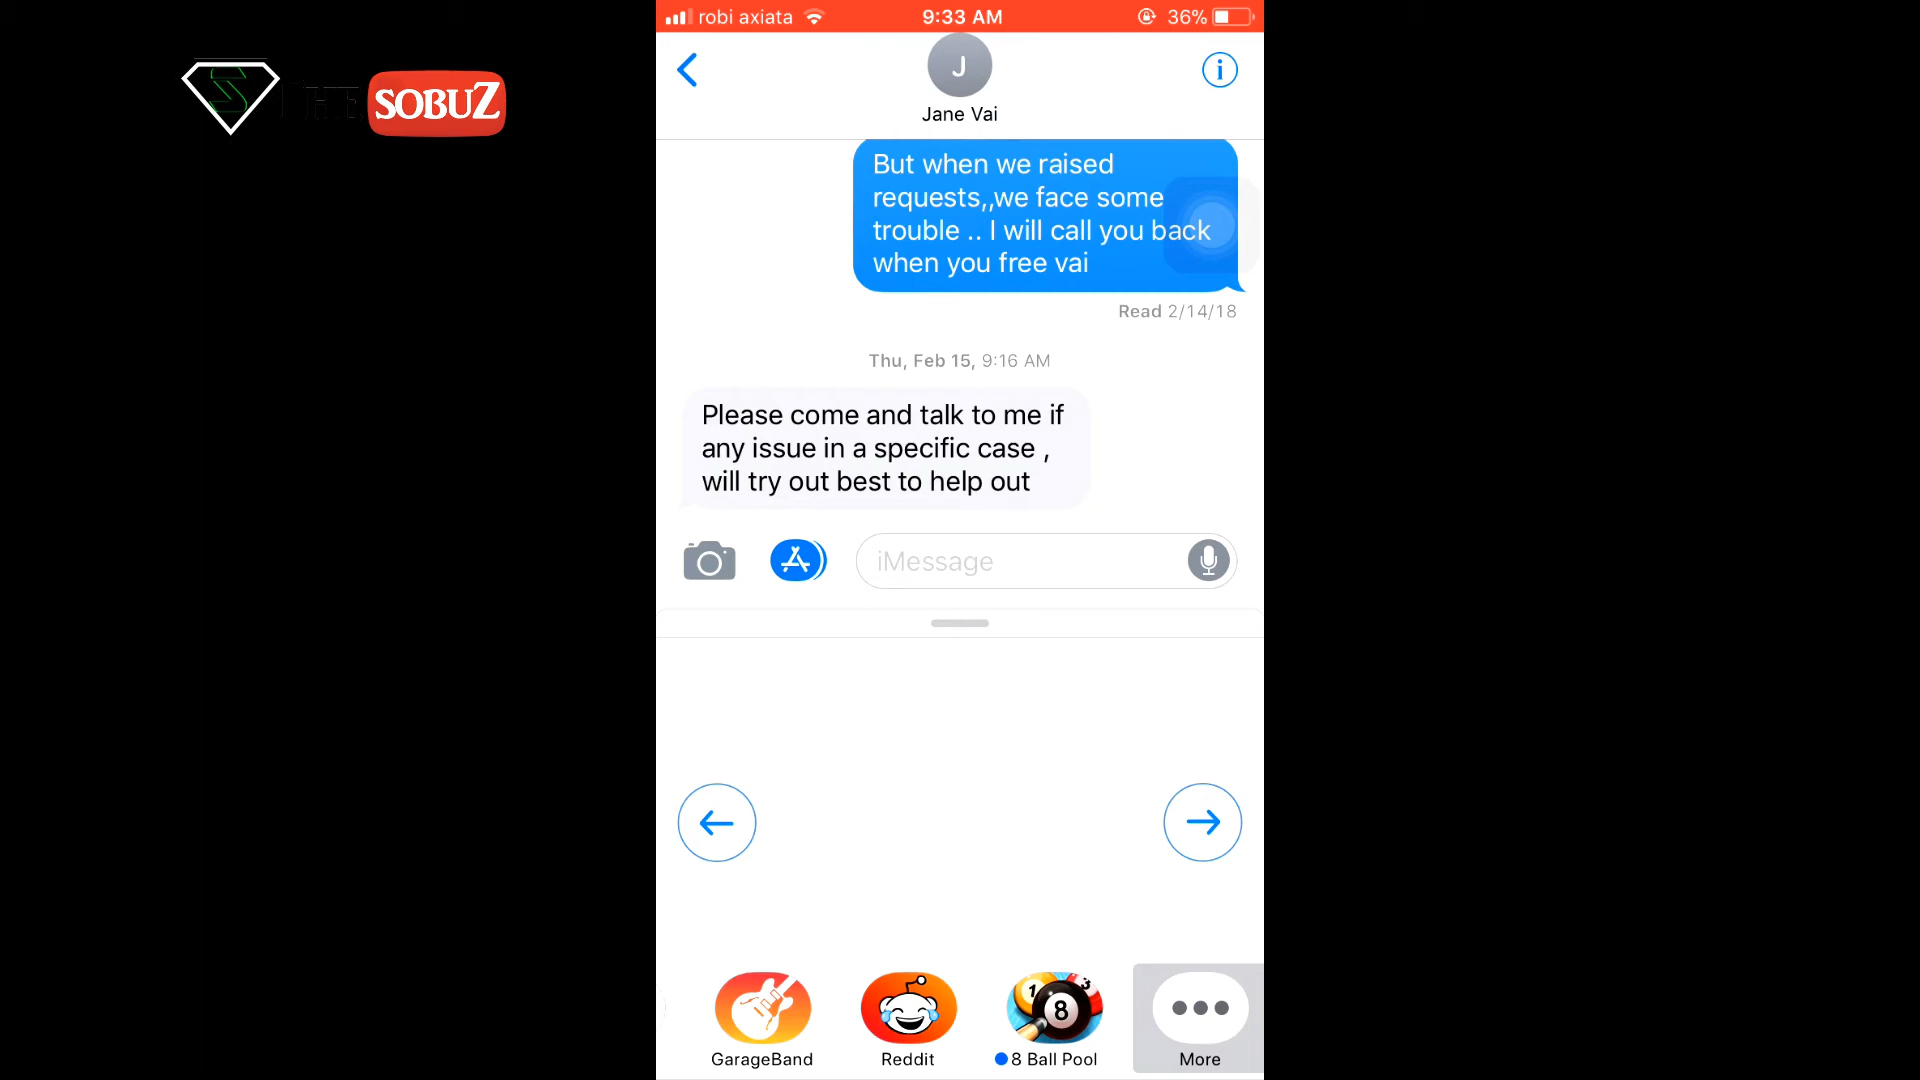 robi axiata 9:33 AM 36%
THE SOBUZ
J
Jane Vai
But when we raised
requests,,we face some
trouble .. I will call you back
when you free vai
Read 2/14/18
Thu, Feb 15, 9:16 AM
Please come and talk to me if
any issue in a specific case ,
will try out best to help out
iMessage
GarageBand Reddit 8 Ball Pool More